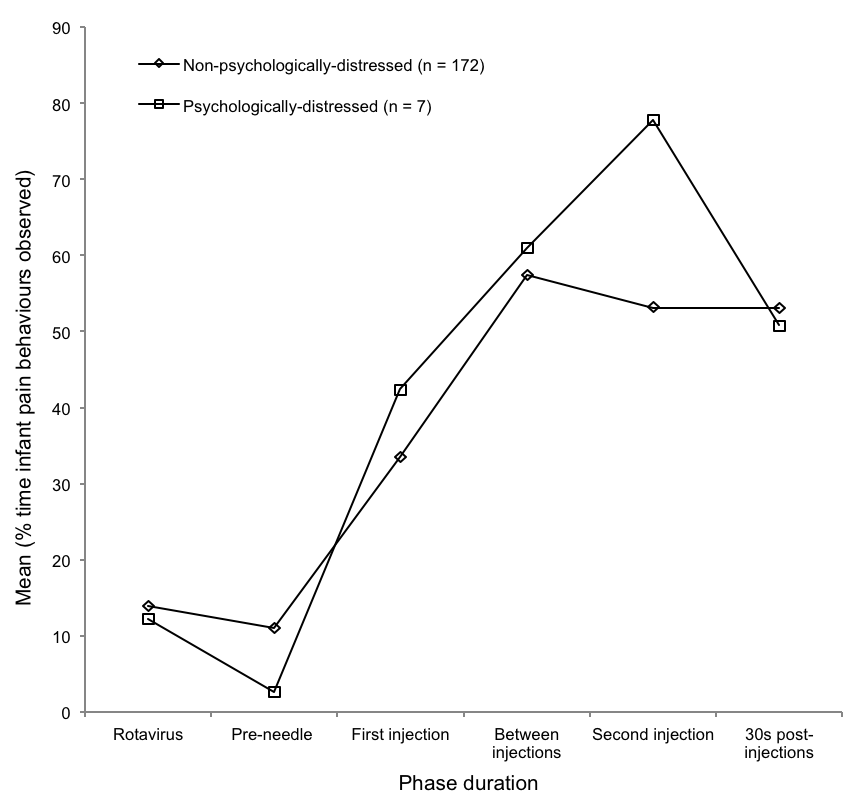 90
80
70
60
50
40
30
20
10
0
Mean (% time infant pain behaviours observed)
Non-psychologically-distressed (n = 172)
Psychologically-distressed (n = 7)
Rotavirus
Pre-needle
First injection
Between
injections
Second injection
30s post-
injections
Phase duration